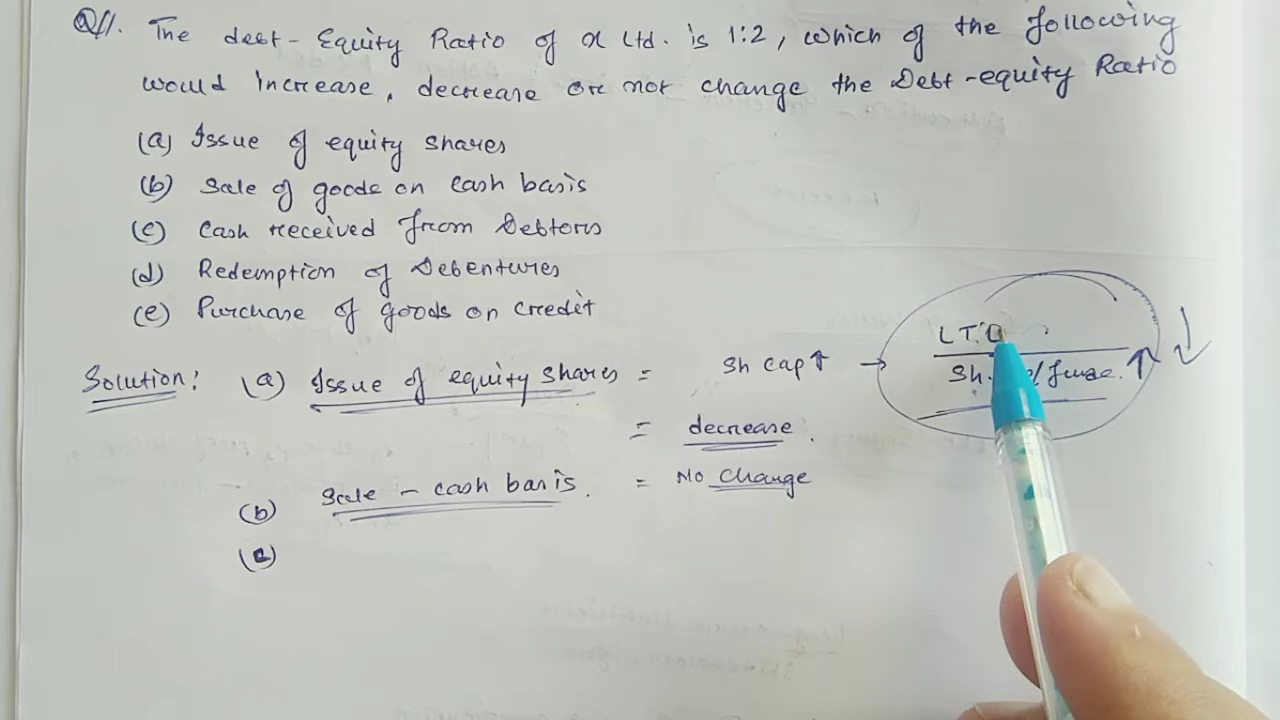 Q1. The debt - Equity Ratio of x Ltd. is 1:2, which of the following
would increase, decrease or not change the Debt-equity Ratio
(a) Issue of equity shares
(b) Sale of goods on cash basis
(c) Cash received from Debtors
(d) Redemption of Debentures
(e) Purchase of goods on credit
Solution: (a) Issue of equity shares = Sh cap↑ →
LTD
Sh. / ↑ ↓
= decrease.
(b) Sale - cash basis. = No change
(c)